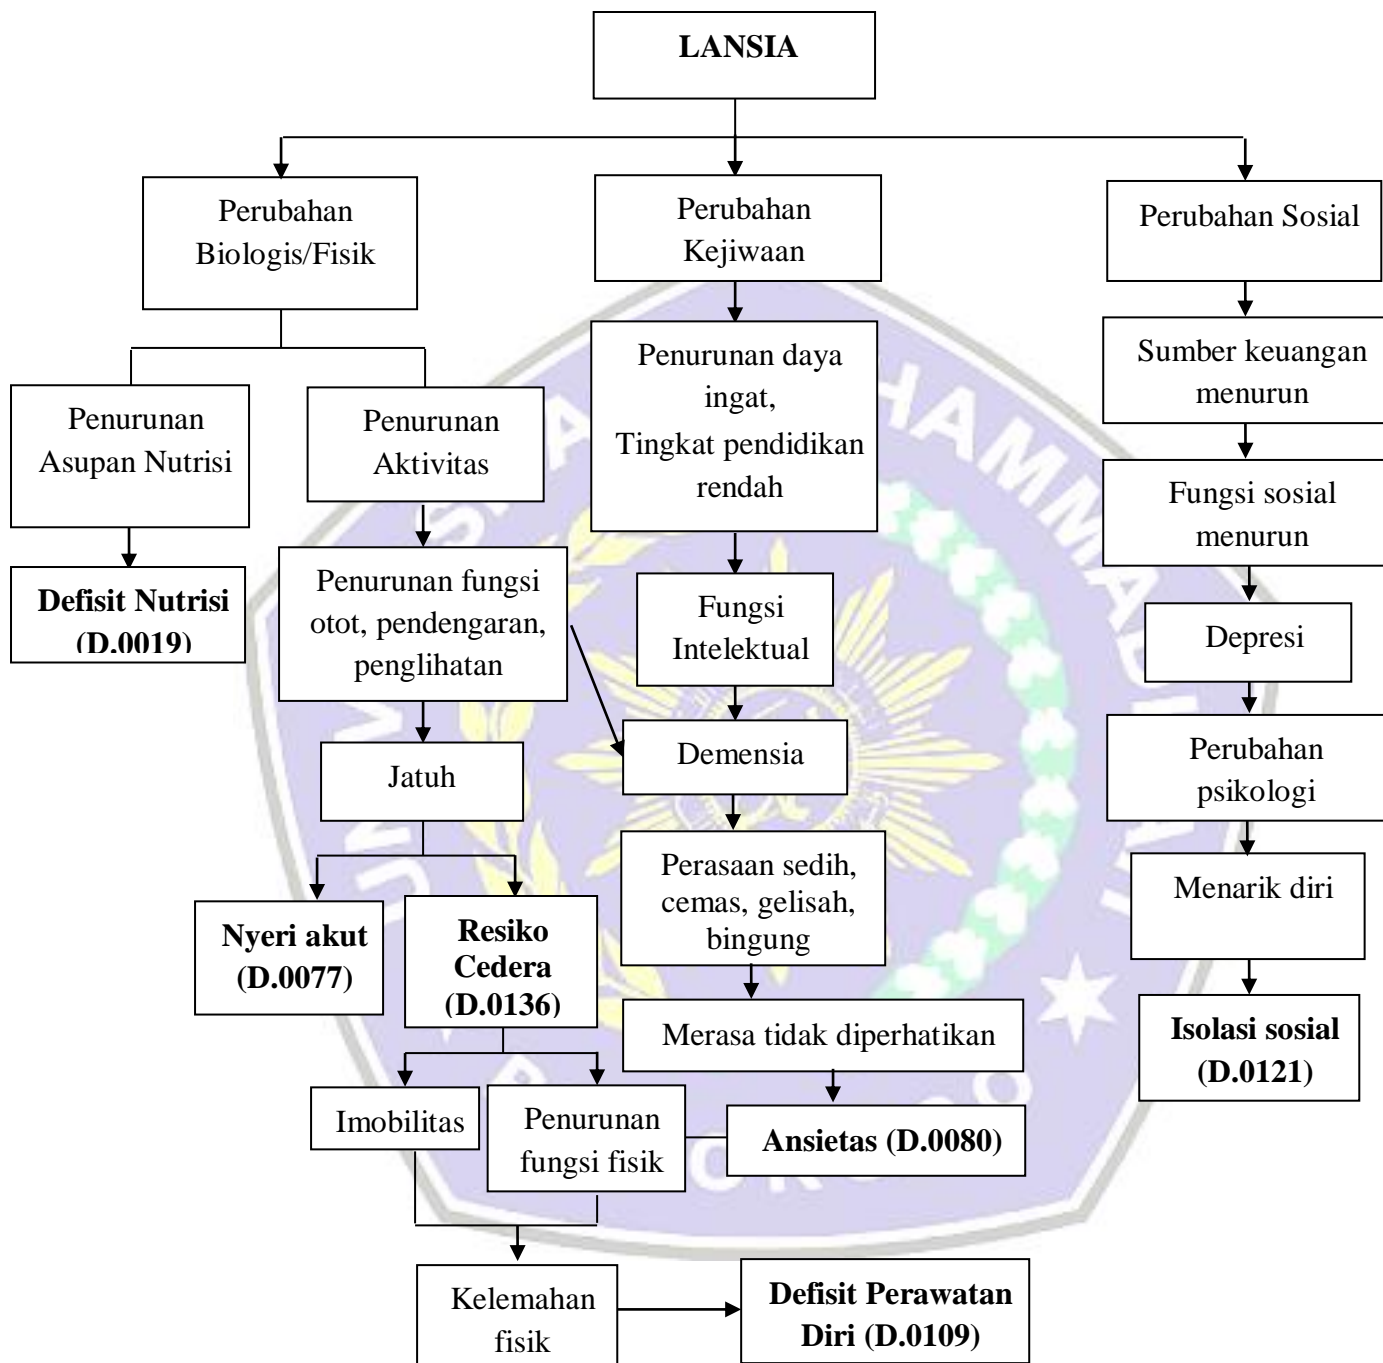 LANSIA
Perubahan
Biologis/Fisik
Perubahan
Kejiwaan
Perubahan Sosial
Penurunan
Asupan Nutrisi
Penurunan
Aktivitas
Penurunan daya
ingat,
Tingkat pendidikan
rendah
Sumber keuangan
menurun
Fungsi sosial
menurun
Defisit Nutrisi
(D.0019)
Penurunan fungsi
otot, pendengaran,
penglihatan
Fungsi
Intelektual
Depresi
Jatuh
Demensia
Perubahan
psikologi
Nyeri akut
(D.0077)
Resiko
Cedera
(D.0136)
Perasaan sedih,
cemas, gelisah,
bingung
Menarik diri
Merasa tidak diperhatikan
Isolasi sosial
(D.0121)
Imobilitas
Penurunan
fungsi fisik
Ansietas (D.0080)
Kelemahan
fisik
Defisit Perawatan
Diri (D.0109)